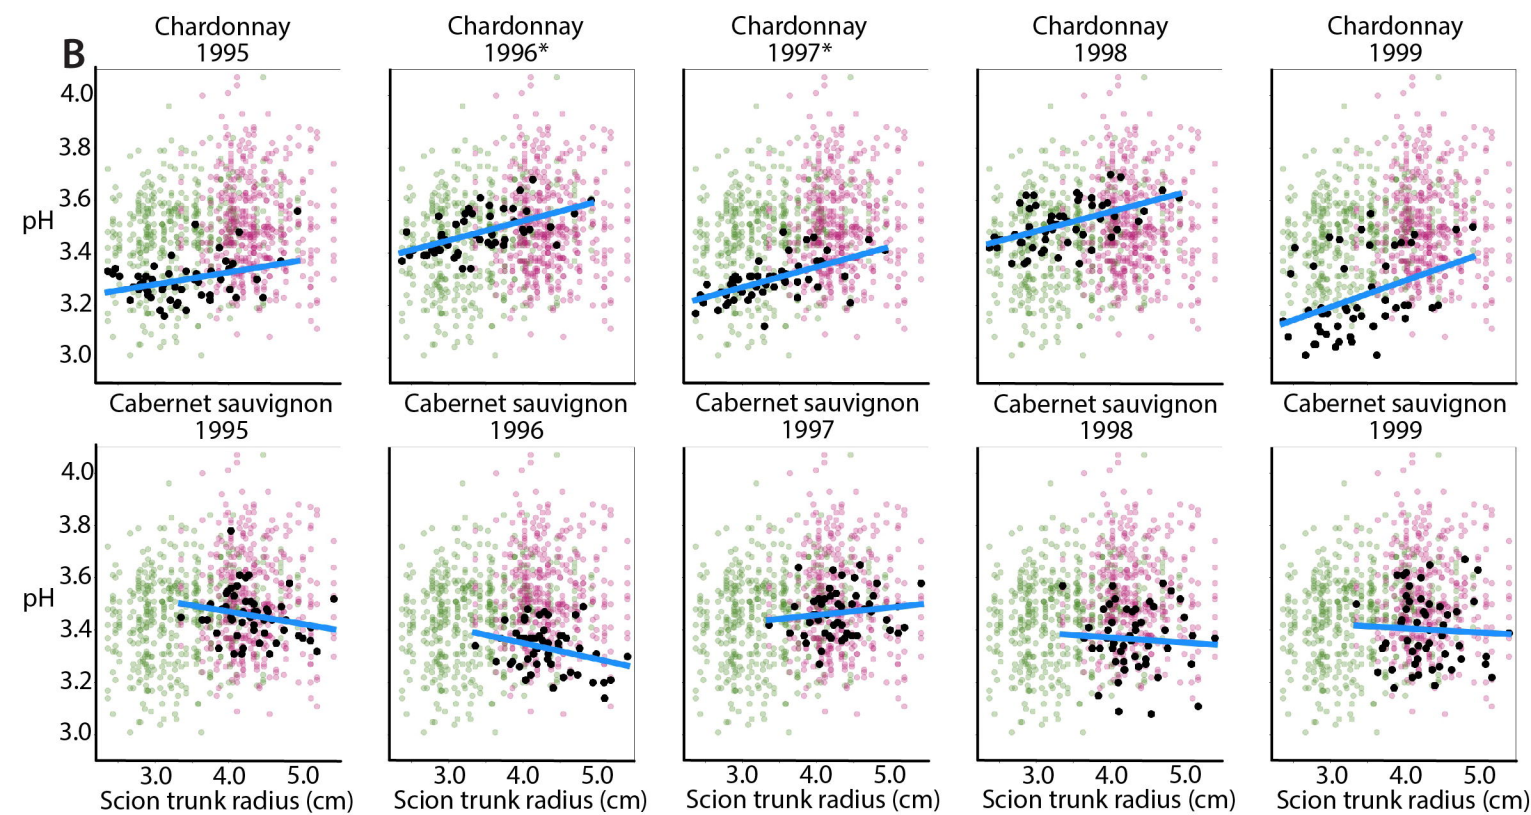 B
Chardonnay
1995
Chardonnay
1996*
Chardonnay
1997*
Chardonnay
1998
Chardonnay
1999
pH
4.0
3.8
3.6
3.4
3.2
3.0
Cabernet sauvignon
1995
Cabernet sauvignon
1996
Cabernet sauvignon
1997
Cabernet sauvignon
1998
Cabernet sauvignon
1999
pH
4.0
3.8
3.6
3.4
3.2
3.0
3.0 4.0 5.0
Scion trunk radius (cm)
3.0 4.0 5.0
Scion trunk radius (cm)
3.0 4.0 5.0
Scion trunk radius (cm)
3.0 4.0 5.0
Scion trunk radius (cm)
3.0 4.0 5.0
Scion trunk radius (cm)